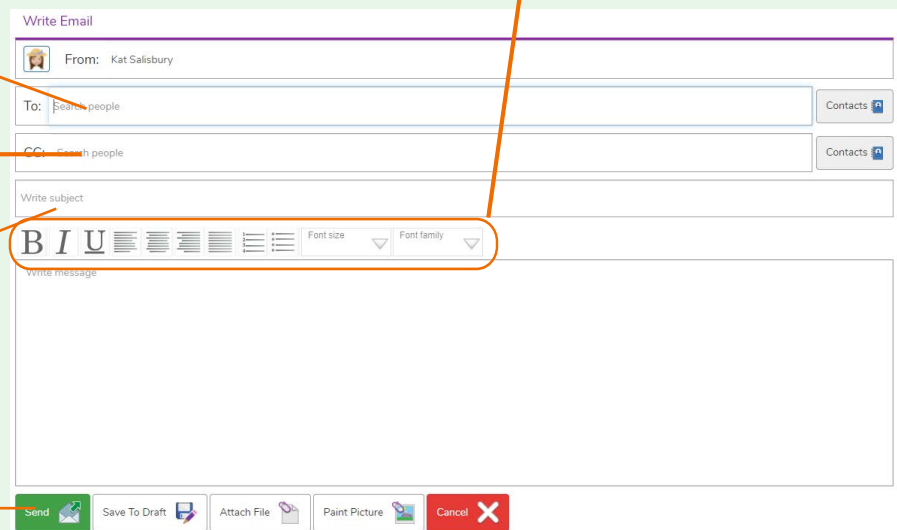 Write Email
From: Kat Salisbury
To: Search people Contacts
CC: Search people Contacts
Write subject
B I U Font size Font family
Write message
Send Save To Draft Attach File Paint Picture Cancel